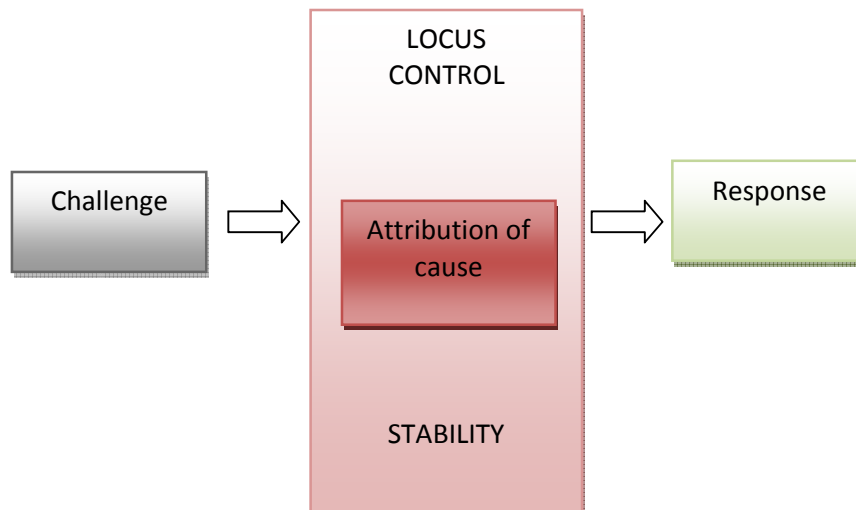 LOCUS
CONTROL
Challenge
Attribution of
cause
Response
STABILITY